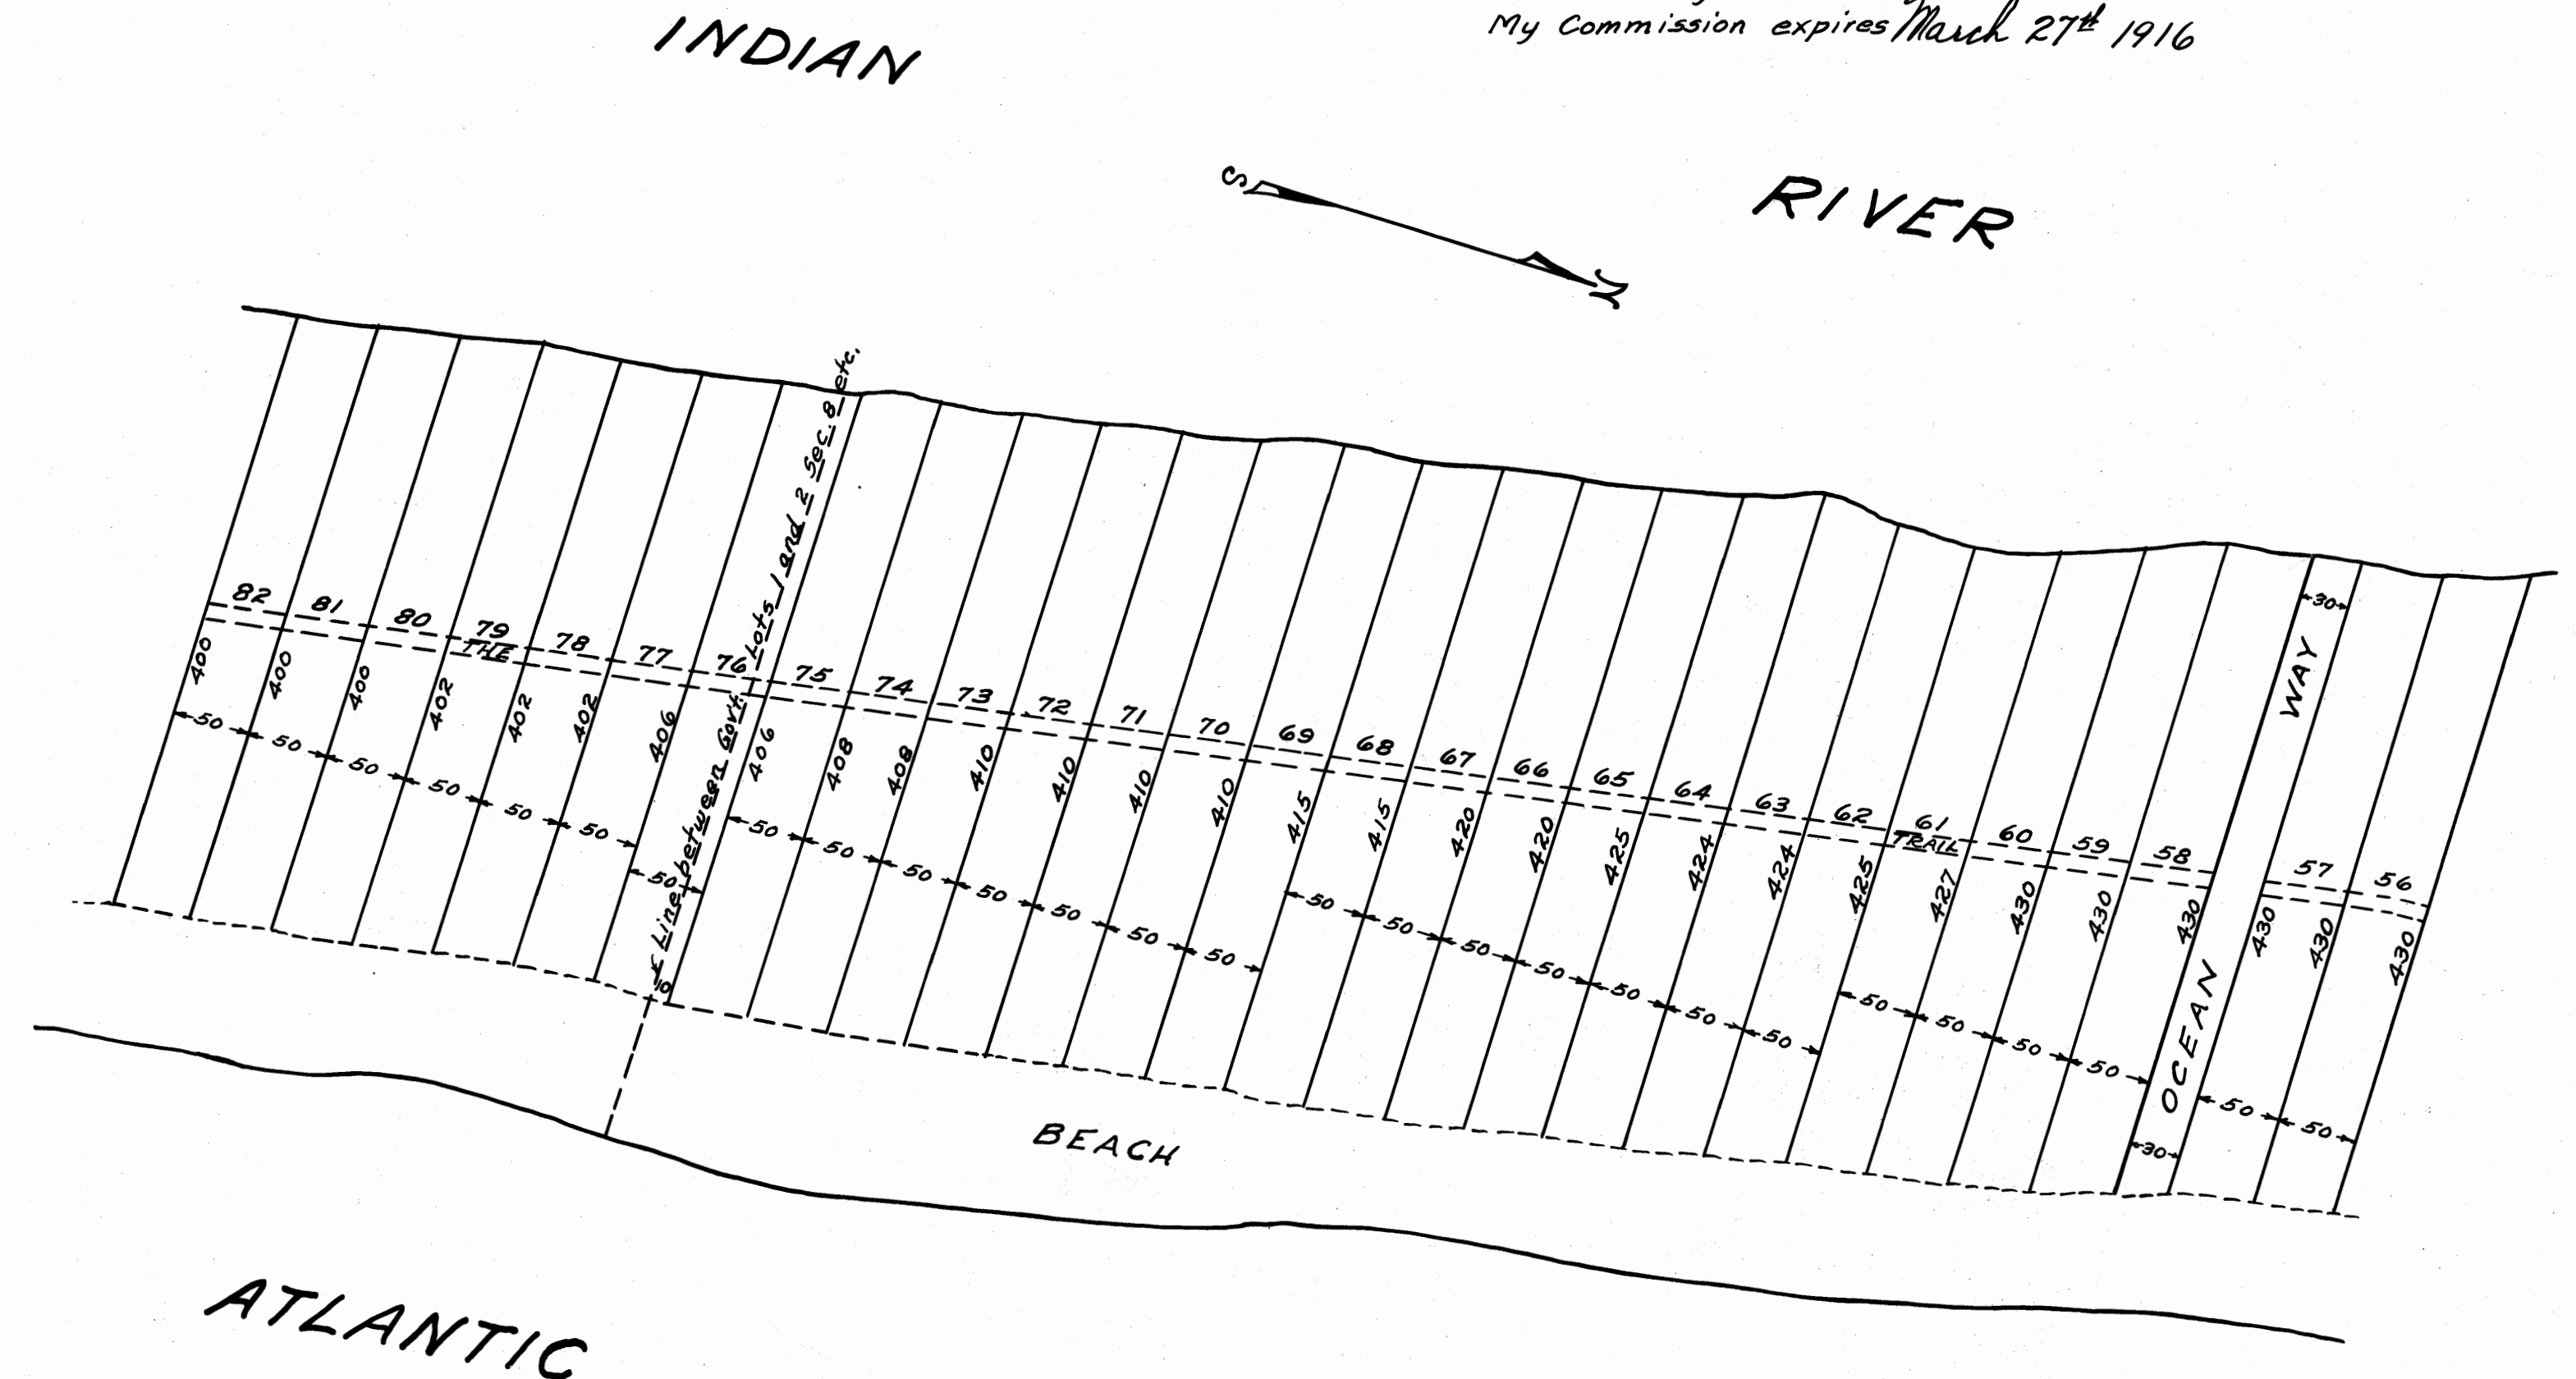 My Commission expires March 27th 1916
INDIAN
RIVER
S
N
Line between Govt. Lots 1 and 2 Sec. 8 etc.
82 81 80 79 78 77 76 75 74 73 72 71 70 69 68 67 66 65 64 63 62 61 60 59 58 57 56
THE TRAIL
400 400 400 402 402 402 406 406 408 408 410 410 410 410 415 415 420 420 425 424 424 425 427 430 430 430 430 430 430
50 50 50 50 50 50 50 50 50 50 50 50 50 50 50 50 50 50 50 50 50 50 50 50 50 50 50
10
30
OCEAN WAY
30
BEACH
ATLANTIC